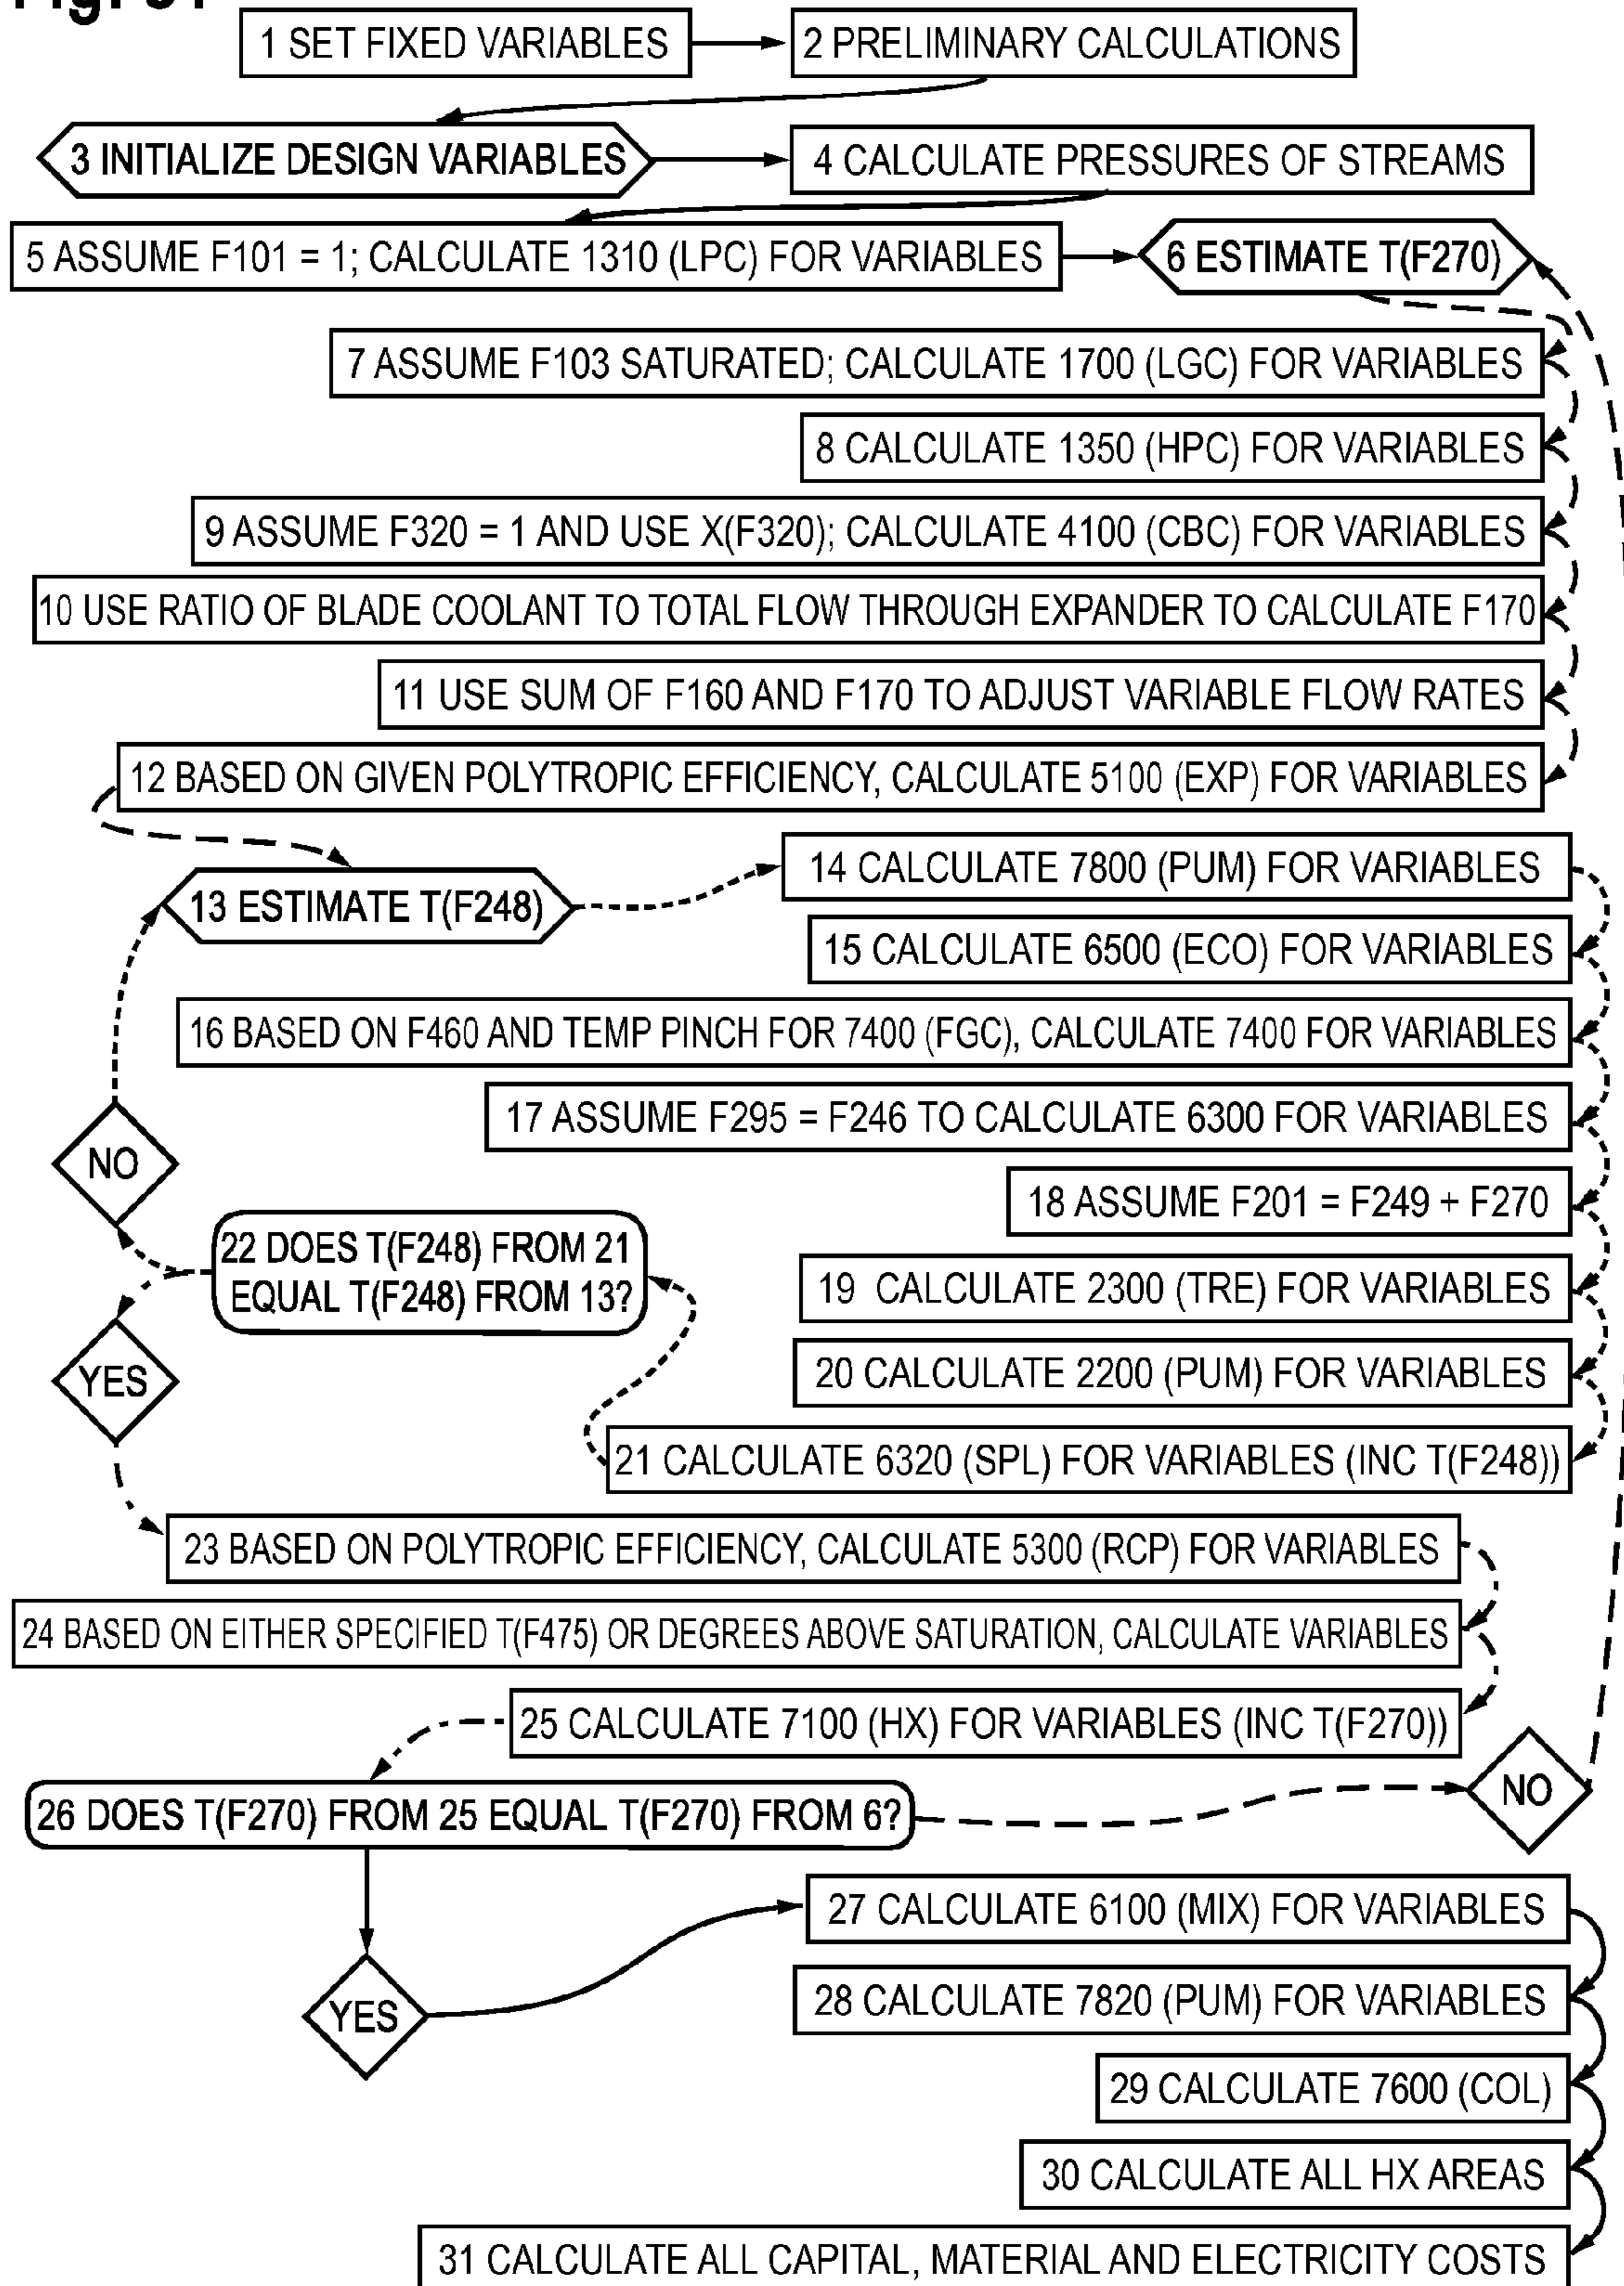 1 SET FIXED VARIABLES
2 PRELIMINARY CALCULATIONS
3 INITIALIZE DESIGN VARIABLES
4 CALCULATE PRESSURES OF STREAMS
5 ASSUME F101 = 1; CALCULATE 1310 (LPC) FOR VARIABLES
6 ESTIMATE T(F270)
7 ASSUME F103 SATURATED; CALCULATE 1700 (LGC) FOR VARIABLES
8 CALCULATE 1350 (HPC) FOR VARIABLES
9 ASSUME F320 = 1 AND USE X(F320); CALCULATE 4100 (CBC) FOR VARIABLES
10 USE RATIO OF BLADE COOLANT TO TOTAL FLOW THROUGH EXPANDER TO CALCULATE F170
11 USE SUM OF F160 AND F170 TO ADJUST VARIABLE FLOW RATES
12 BASED ON GIVEN POLYTROPIC EFFICIENCY, CALCULATE 5100 (EXP) FOR VARIABLES
13 ESTIMATE T(F248)
14 CALCULATE 7800 (PUM) FOR VARIABLES
15 CALCULATE 6500 (ECO) FOR VARIABLES
16 BASED ON F460 AND TEMP PINCH FOR 7400 (FGC), CALCULATE 7400 FOR VARIABLES
17 ASSUME F295 = F246 TO CALCULATE 6300 FOR VARIABLES
NO
18 ASSUME F201 = F249 + F270
22 DOES T(F248) FROM 21
EQUAL T(F248) FROM 13?
19 CALCULATE 2300 (TRE) FOR VARIABLES
YES
20 CALCULATE 2200 (PUM) FOR VARIABLES
21 CALCULATE 6320 (SPL) FOR VARIABLES (INC T(F248))
23 BASED ON POLYTROPIC EFFICIENCY, CALCULATE 5300 (RCP) FOR VARIABLES
24 BASED ON EITHER SPECIFIED T(F475) OR DEGREES ABOVE SATURATION, CALCULATE VARIABLES
25 CALCULATE 7100 (HX) FOR VARIABLES (INC T(F270))
26 DOES T(F270) FROM 25 EQUAL T(F270) FROM 6?
NO
27 CALCULATE 6100 (MIX) FOR VARIABLES
YES
28 CALCULATE 7820 (PUM) FOR VARIABLES
29 CALCULATE 7600 (COL)
30 CALCULATE ALL HX AREAS
31 CALCULATE ALL CAPITAL, MATERIAL AND ELECTRICITY COSTS